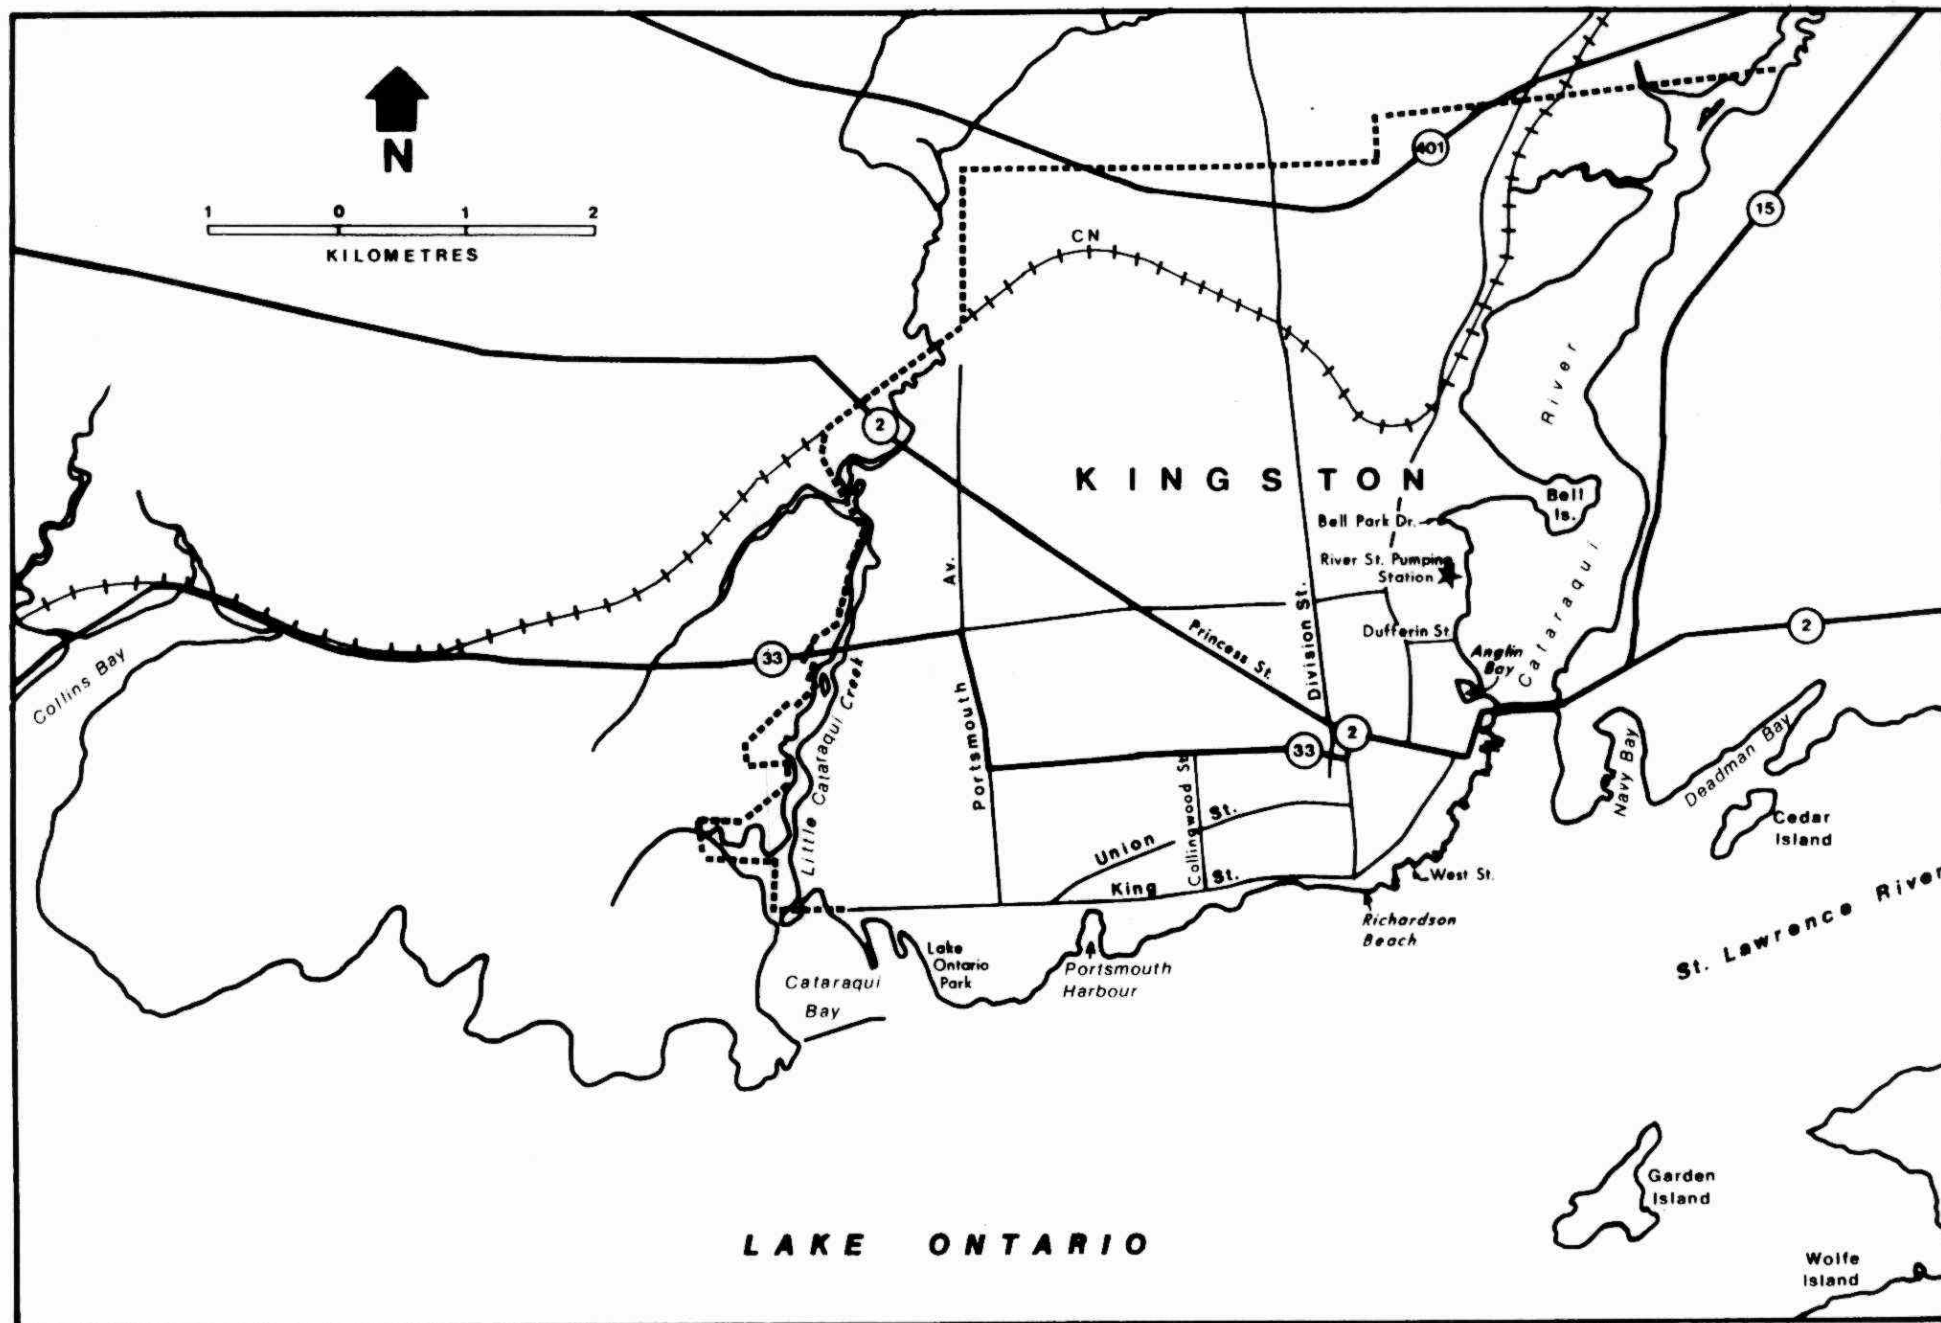 N
1 0 1 2
KILOMETRES
401
15
CN
River
2
KINGSTON
Bell
Is.
Bell Park Dr.
River St. Pumping
Station
Cataraqui
Av.
Portsmouth
Princess St.
Division St.
Dufferin St.
Anglin
Bay
2
33
Collins Bay
Little Cataraqui Creek
2
33
Navy Bay
Deadman Bay
Cedar
Island
Collingwood St.
Union St.
King St.
West St.
Richardson
Beach
St. Lawrence River
Lake
Ontario
Park
Portsmouth
Harbour
Cataraqui
Bay
Garden
Island
LAKE ONTARIO
Wolfe
Island